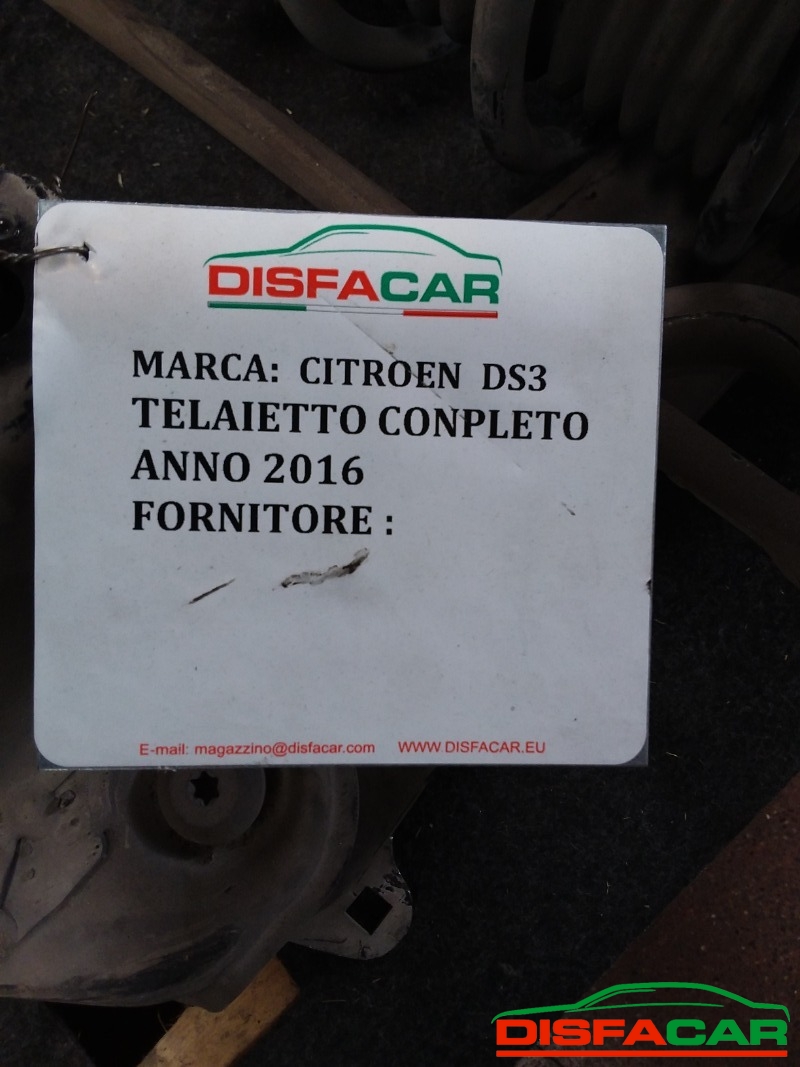 DISFACAR
MARCA: CITROEN DS3
TELAIETTO CONPLETO
ANNO 2016
FORNITORE :
E-mail: magazzino@disfacar.com WWW.DISFACAR.EU
DISFACAR